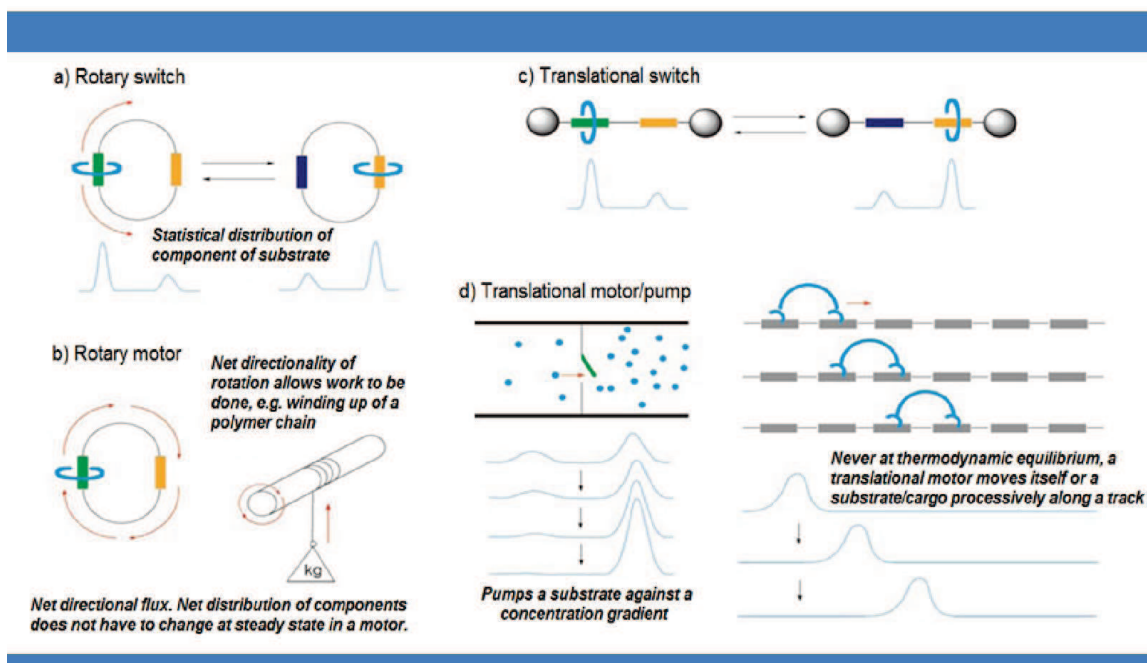 a) Rotary switch
Statistical distribution of
component of substrate
b) Rotary motor
Net directionality of
rotation allows work to be
done, e.g. winding up of a
polymer chain
kg
Net directional flux. Net distribution of components
does not have to change at steady state in a motor.
c) Translational switch
d) Translational motor/pump
Pumps a substrate against a
concentration gradient
Never at thermodynamic equilibrium, a
translational motor moves itself or a
substrate/cargo processively along a track